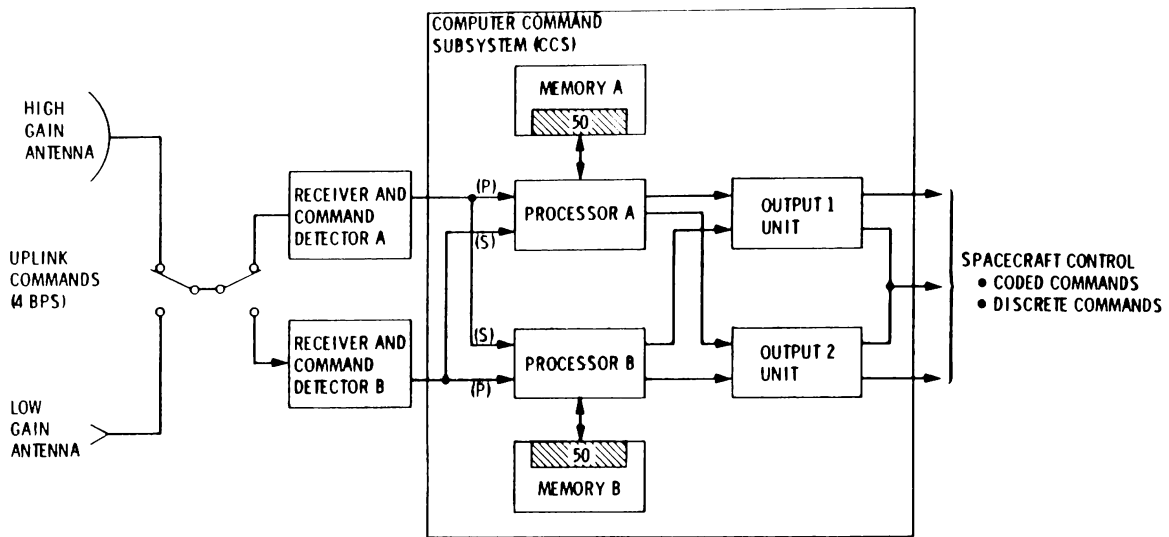 COMPUTER COMMAND
SUBSYSTEM (CCS)
MEMORY A
50
HIGH
GAIN
ANTENNA
RECEIVER AND
COMMAND
DETECTOR A
(P)
(S)
PROCESSOR A
OUTPUT 1
UNIT
UPLINK
COMMANDS
(4 BPS)
SPACECRAFT CONTROL
● CODED COMMANDS
● DISCRETE COMMANDS
RECEIVER AND
COMMAND
DETECTOR B
(S)
(P)
PROCESSOR B
OUTPUT 2
UNIT
LOW
GAIN
ANTENNA
50
MEMORY B